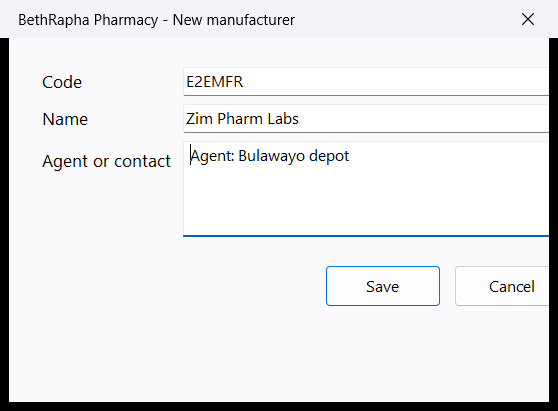 BethRapha Pharmacy - New manufacturer
Code
E2EMFR
Name
Zim Pharm Labs
Agent or contact
Agent: Bulawayo depot
Save
Cancel